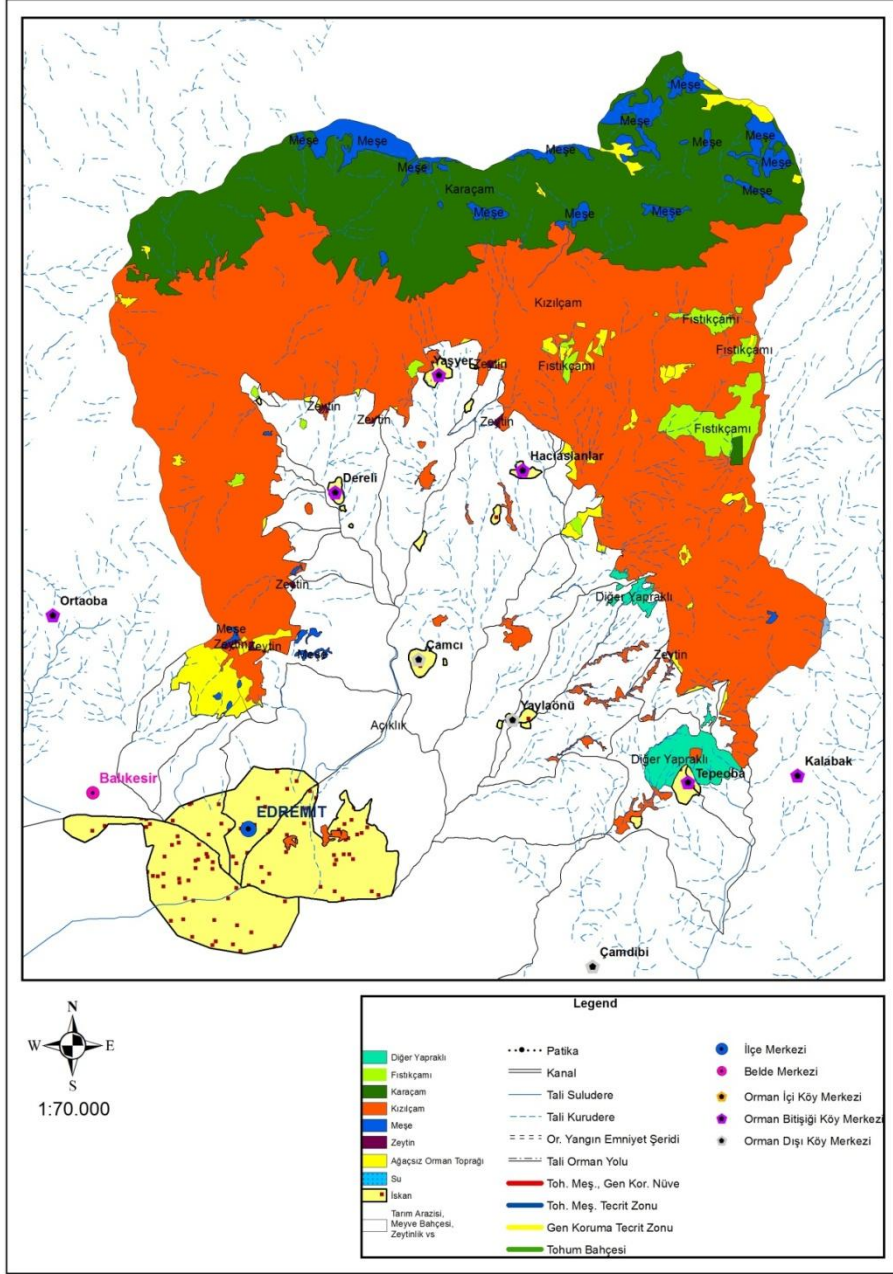 Meşe
Meşe
Meşe
Meşe
Meşe
Meşe
Meşe
Meşe
Karaçam
Meşe
Meşe
Meşe
Meşe
Kızılçam
Fıstıkçamı
Fıstıkçamı
Yaşyer
Zeytin
Fıstıkçamı
Zeytin
Zeytin
Zeytin
Fıstıkçamı
Hacıaslanlar
Dereli
Zeytin
Diğer Yapraklı
Ortaoba
Meşe
Zeytin
Zeytin
Meşe
Çamcı
Zeytin
Yaylaönü
Açıklık
Diğer Yapraklı
Kalabak
Balıkesir
Tepeoba
EDREMİT
Çamdibi
N
W E
S
1:70.000
Legend
Diğer Yapraklı
Fıstıkçamı
Karaçam
Kızılçam
Meşe
Zeytin
Ağaçsız Orman Toprağı
Su
İskan
Tarım Arazisi,
Meyve Bahçesi,
Zeytinlik vs
Patika
Kanal
Tali Suludere
Tali Kurudere
Or. Yangın Emniyet Şeridi
Tali Orman Yolu
Toh. Meş., Gen Kor. Nüve
Toh. Meş. Tecrit Zonu
Gen Koruma Tecrit Zonu
Tohum Bahçesi
İlçe Merkezi
Belde Merkezi
Orman İçi Köy Merkezi
Orman Bitişiği Köy Merkezi
Orman Dışı Köy Merkezi